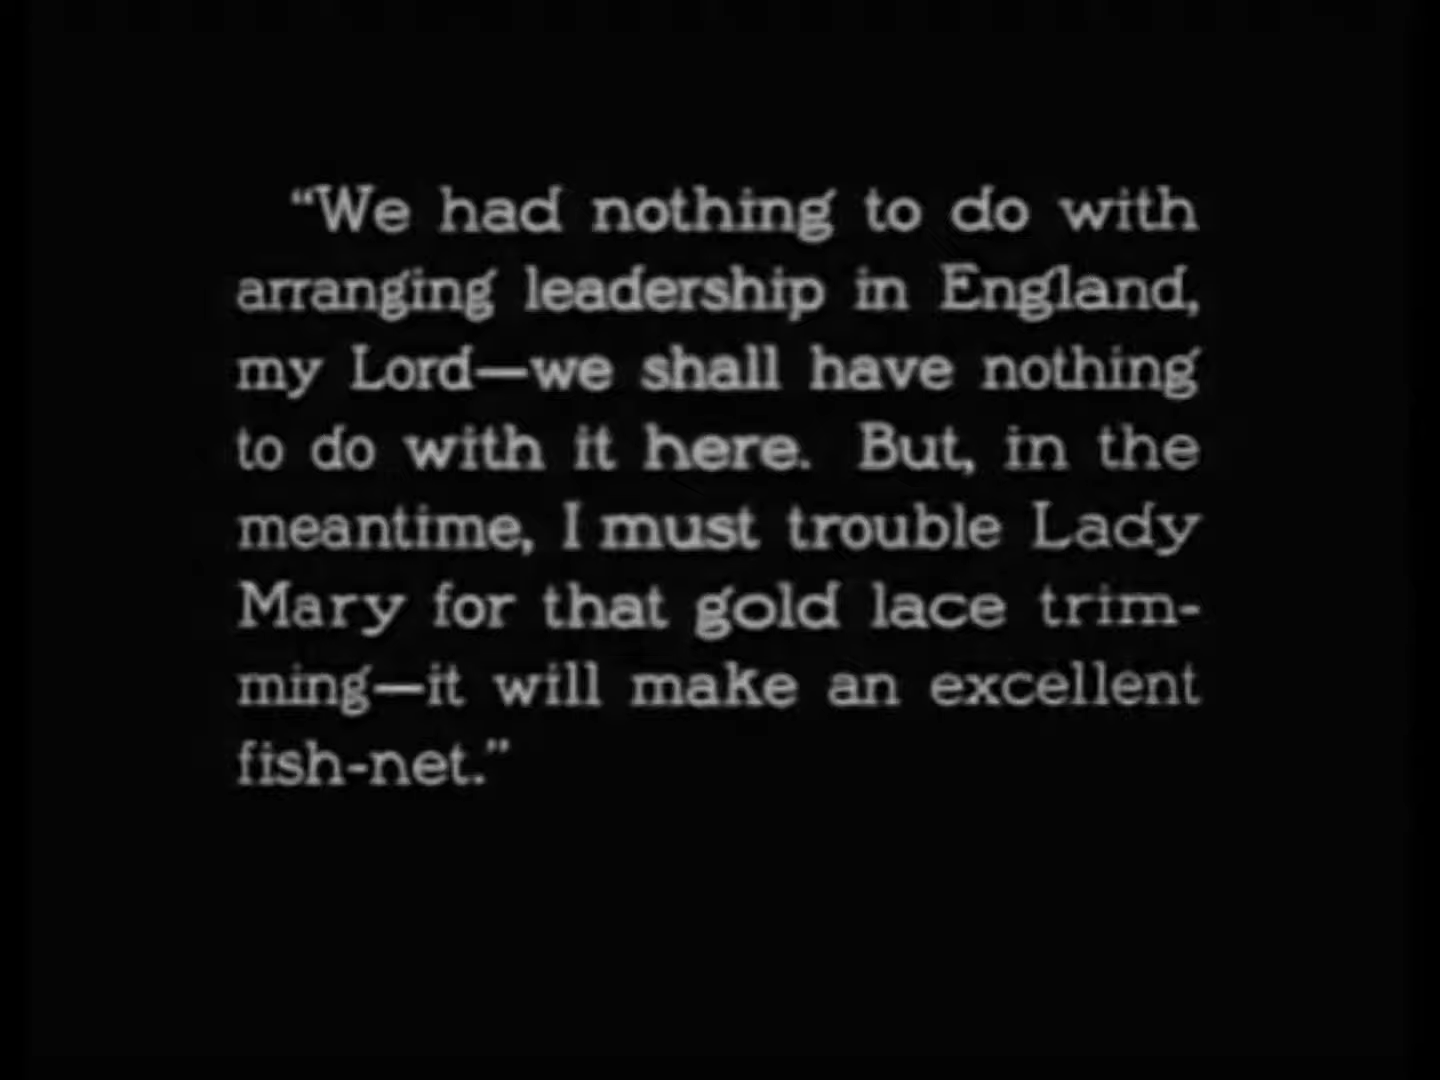 “We had nothing to do with
arranging leadership in England,
my Lord—we shall have nothing
to do with it here. But, in the
meantime, I must trouble Lady
Mary for that gold lace trim-
ming—it will make an excellent
fish-net.”